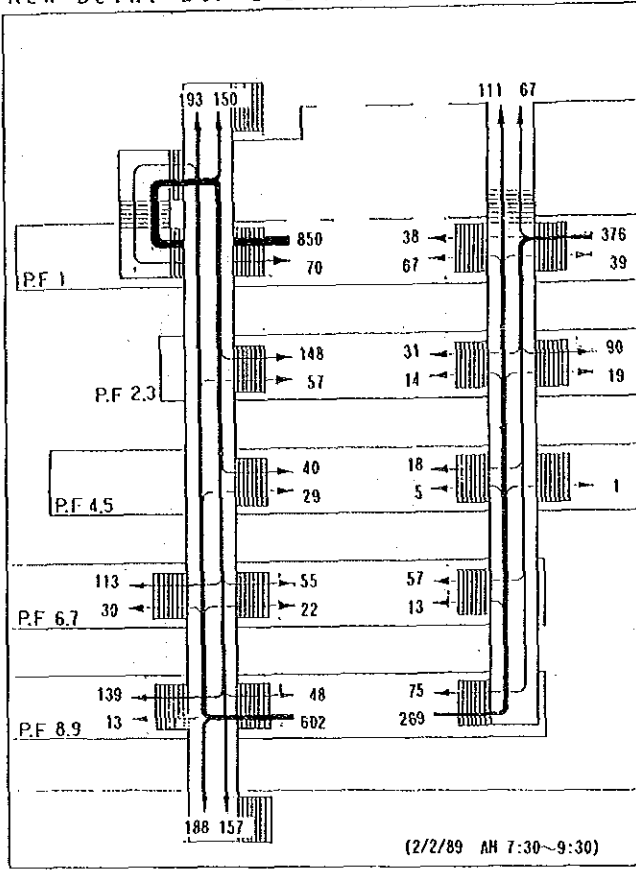 193 150 111 67
850 38 376
70 67 39
P.F 1
148 31 90
57 14 19
P.F 2,3
40 18
29 5 1
P.F 4,5
113 55 57
30 22 13
P.F 6,7
139 48 75
13 602 269
P.F 8,9
188 157
(2/2/89 AM 7:30~9:30)